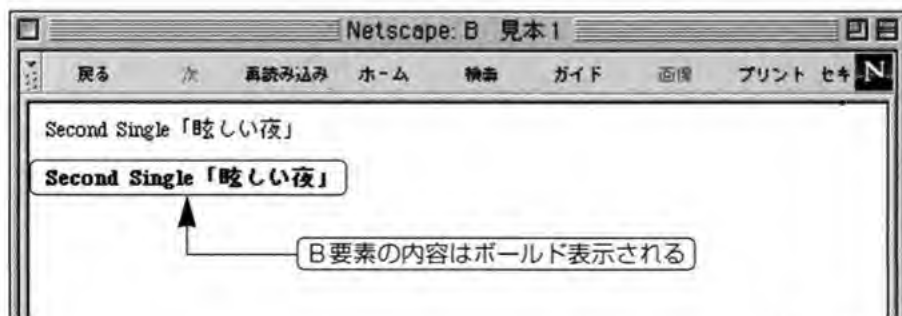 Netscape: B 見本1
戻る 次 再読み込み ホーム 検索 ガイド 画像 プリント セキ N
Second Single「眩しい夜」
Second Single「眩しい夜」
B要素の内容はボールド表示される